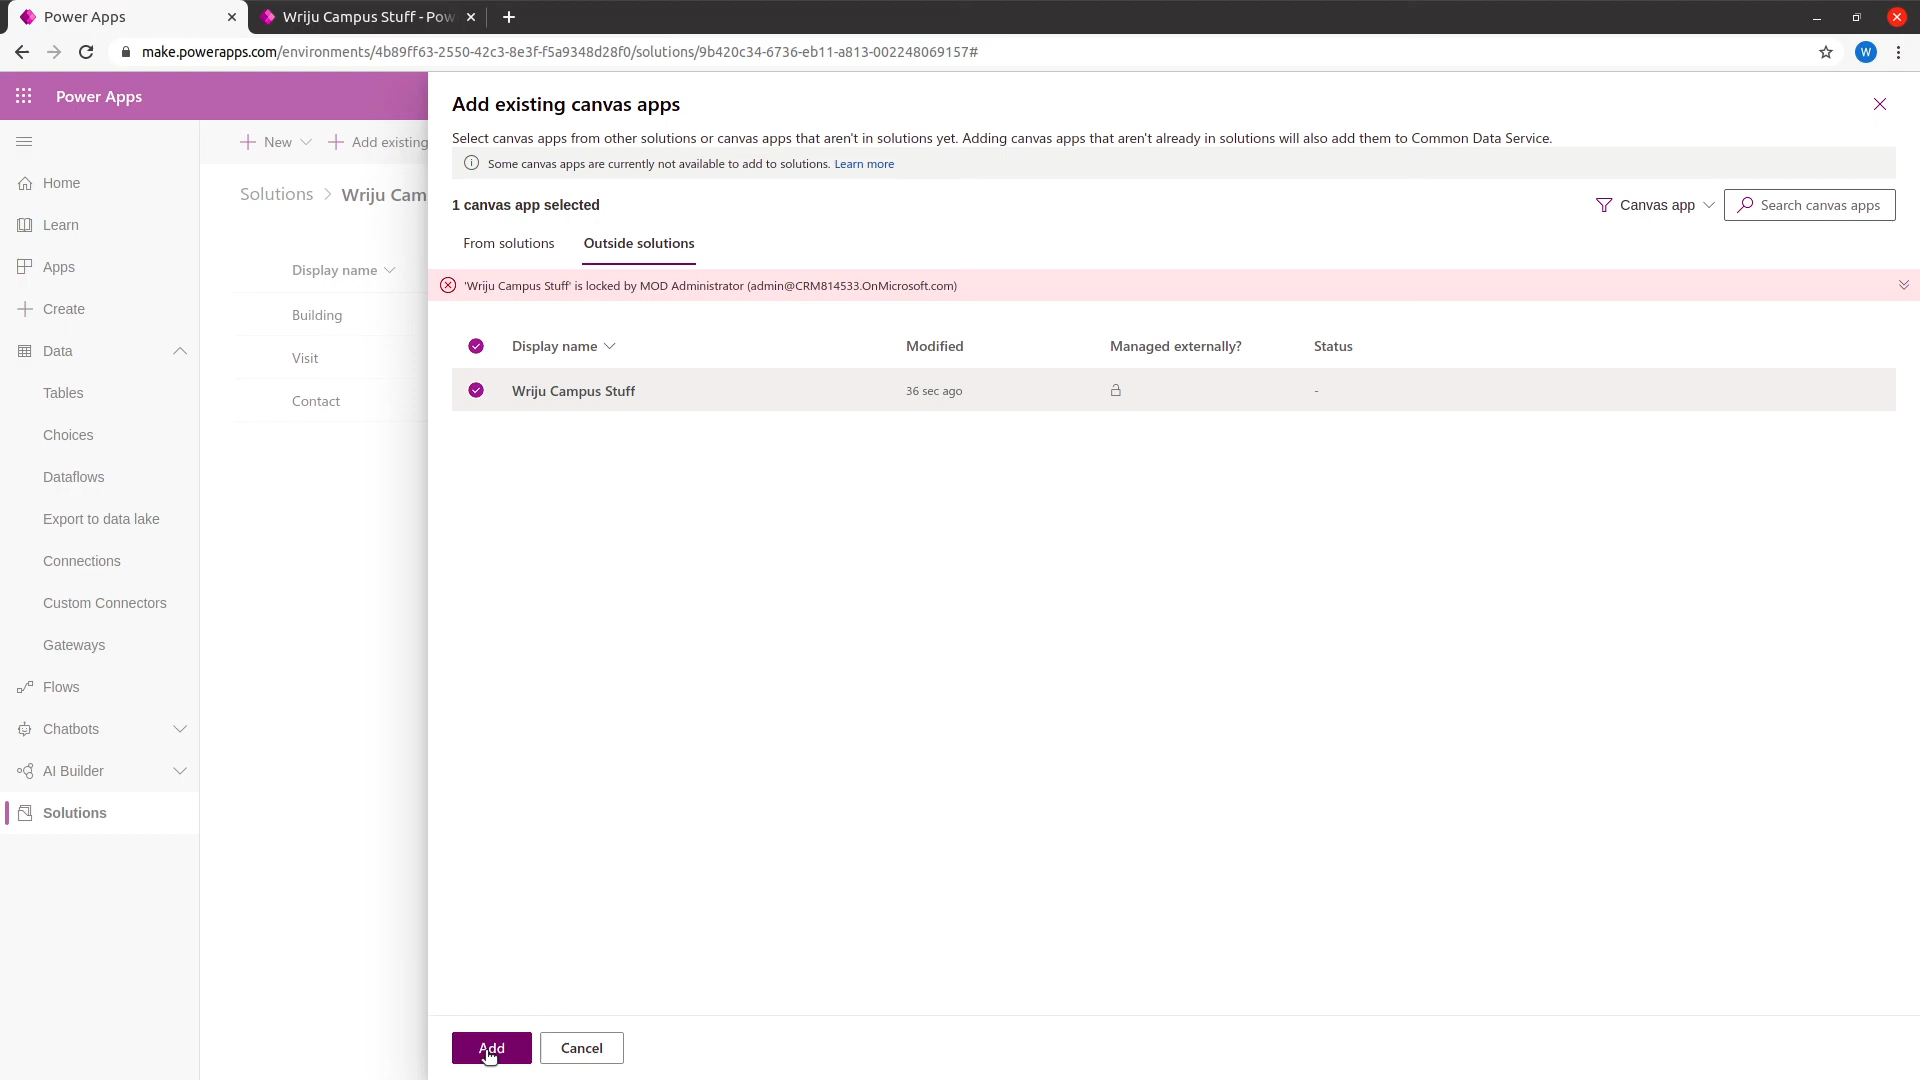 Power Apps
Wriju Campus Stuff - Pow
make.powerapps.com/environments/4b89ff63-2550-42c3-8e3f-f5a9348d28f0/solutions/9b420c34-6736-eb11-a813-002248069157#
W
Power Apps
New
Add existing
Solutions > Wriju Cam
Display name
Building
Visit
Contact
Home
Learn
Apps
Create
Data
Tables
Choices
Dataflows
Export to data lake
Connections
Custom Connectors
Gateways
Flows
Chatbots
AI Builder
Solutions
Add existing canvas apps
Select canvas apps from other solutions or canvas apps that aren't in solutions yet. Adding canvas apps that aren't already in solutions will also add them to Common Data Service.
Some canvas apps are currently not available to add to solutions. Learn more
1 canvas app selected
Canvas app
Search canvas apps
From solutions Outside solutions
'Wriju Campus Stuff' is locked by MOD Administrator (admin@CRM814533.OnMicrosoft.com)
Display name Modified Managed externally? Status
Wriju Campus Stuff 36 sec ago -
Add Cancel